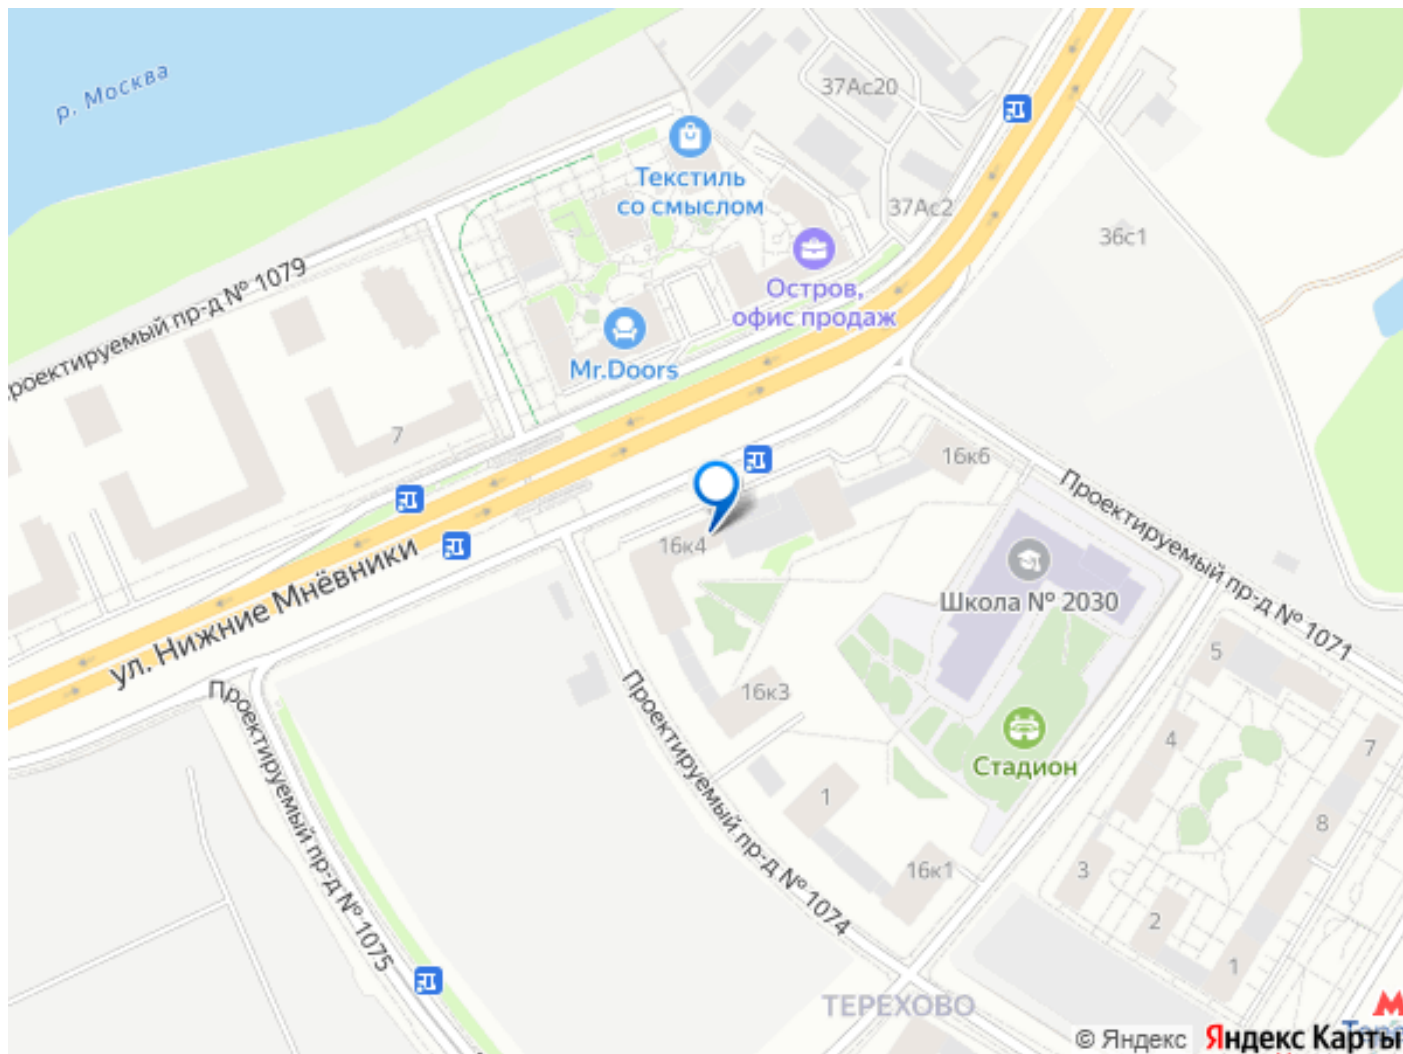 р. Москва
37Ас20
Текстиль
со смыслом
37Ас2
36с1
Проектируемый пр-д № 1079
Остров,
офис продаж
Mr.Doors
7
16к6
Проектируемый пр-д № 1071
16к4
ул. Нижние Мнёвники
Школа № 2030
5
16к3
Проектируемый пр-д № 1075
Проектируемый пр-д № 1074
4
7
Стадион
1
8
16к1
3
2
1
ТЕРЕХОВО
© Яндекс
Яндекс Карты